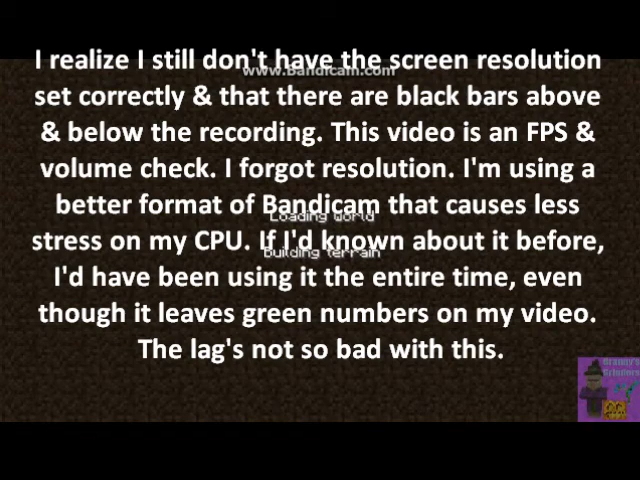 I realize I still don't have the screen resolution
www.Bandicam.com
set correctly & that there are black bars above
& below the recording. This video is an FPS &
volume check. I forgot resolution. I'm using a
better format of Bandicam that causes less
Loading world
stress on my CPU. If I'd known about it before,
Building terrain
I'd have been using it the entire time, even
though it leaves green numbers on my video.
The lag's not so bad with this.